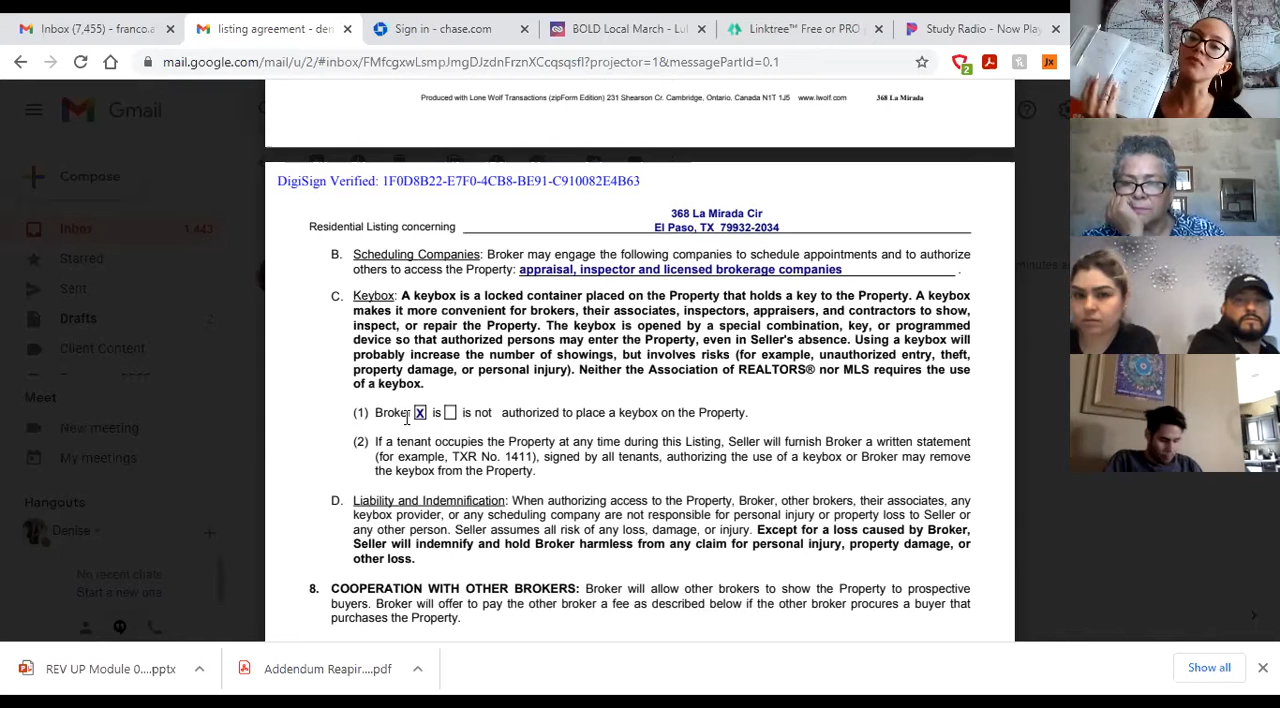 Inbox (7,455) - franco.a
listing agreement - den
Sign in - chase.com
BOLD Local March - Lul
Linktree™ Free or PRO
Study Radio - Now Play
mail.google.com/mail/u/2/#inbox/FMfcgxwLsmpJmgDJzdnFrznXCcqsqsfl?projector=1&messagePartId=0.1
2
Jx
Gmail
Compose
Inbox 1,443
Starred
Sent
Drafts 2
Client Content
Meet
New meeting
My meetings
Hangouts
Denise
No recent chats
Start a new one
Produced with Lone Wolf Transactions (zipForm Edition) 231 Shearson Cr. Cambridge, Ontario, Canada N1T 1J5 www.lwolf.com 368 La Mirada
DigiSign Verified: 1F0D8B22-E7F0-4CB8-BE91-C910082E4B63
368 La Mirada Cir
Residential Listing concerning El Paso, TX 79932-2034
B. Scheduling Companies: Broker may engage the following companies to schedule appointments and to authorize
others to access the Property: appraisal, inspector and licensed brokerage companies .
C. Keybox: A keybox is a locked container placed on the Property that holds a key to the Property. A keybox
makes it more convenient for brokers, their associates, inspectors, appraisers, and contractors to show,
inspect, or repair the Property. The keybox is opened by a special combination, key, or programmed
device so that authorized persons may enter the Property, even in Seller's absence. Using a keybox will
probably increase the number of showings, but involves risks (for example, unauthorized entry, theft,
property damage, or personal injury). Neither the Association of REALTORS® nor MLS requires the use
of a keybox.
(1) Broker X is is not authorized to place a keybox on the Property.
(2) If a tenant occupies the Property at any time during this Listing, Seller will furnish Broker a written statement
(for example, TXR No. 1411), signed by all tenants, authorizing the use of a keybox or Broker may remove
the keybox from the Property.
D. Liability and Indemnification: When authorizing access to the Property, Broker, other brokers, their associates, any
keybox provider, or any scheduling company are not responsible for personal injury or property loss to Seller or
any other person. Seller assumes all risk of any loss, damage, or injury. Except for a loss caused by Broker,
Seller will indemnify and hold Broker harmless from any claim for personal injury, property damage, or
other loss.
8. COOPERATION WITH OTHER BROKERS: Broker will allow other brokers to show the Property to prospective
buyers. Broker will offer to pay the other broker a fee as described below if the other broker procures a buyer that
purchases the Property.
REV UP Module 0....pptx
Addendum Reapir....pdf
Show all